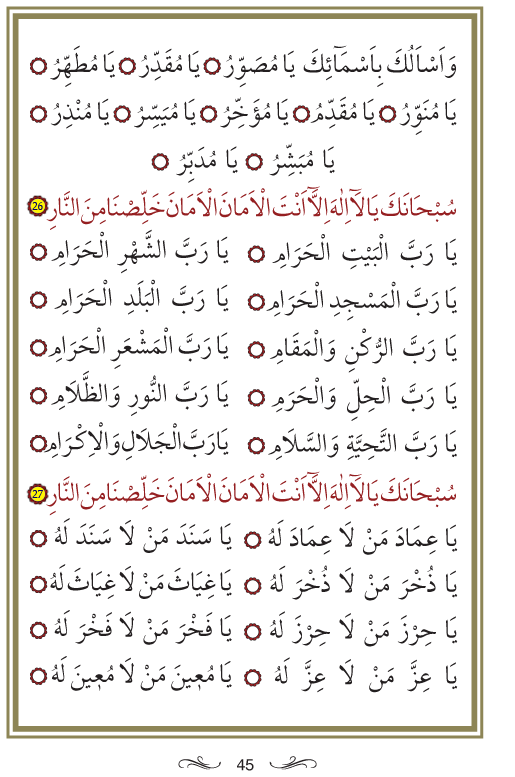 وَاَسْاَلُكَ بِاَسْمَٓائِكَ يَا مُصَوِّرُ يَا مُقَدِّرُ يَا مُطَهِّرُ
يَا مُنَوِّرُ يَا مُقَدِّمُ يَا مُؤَخِّرُ يَا مُيَسِّرُ يَا مُنْذِرُ
يَا مُبَشِّرُ يَا مُدَبِّرُ
سُبْحَانَكَ يَا لَٓا اِلٰهَ اِلَّٓا اَنْتَ الْاَمَانَ الْاَمَانَ خَلِّصْنَا مِنَ النَّارِ 26
يَا رَبَّ الْبَيْتِ الْحَرَامِ يَا رَبَّ الشَّهْرِ الْحَرَامِ
يَا رَبَّ الْمَسْجِدِ الْحَرَامِ يَا رَبَّ الْبَلَدِ الْحَرَامِ
يَا رَبَّ الرُّكْنِ وَالْمَقَامِ يَا رَبَّ الْمَشْعَرِ الْحَرَامِ
يَا رَبَّ الْحِلِّ وَالْحَرَمِ يَا رَبَّ النُّورِ وَالظَّلَامِ
يَا رَبَّ التَّحِيَّةِ وَالسَّلَامِ يَا رَبَّ الْجَلَالِ وَالْاِكْرَامِ
سُبْحَانَكَ يَا لَٓا اِلٰهَ اِلَّٓا اَنْتَ الْاَمَانَ الْاَمَانَ خَلِّصْنَا مِنَ النَّارِ 27
يَا عِمَادَ مَنْ لَا عِمَادَ لَهُ يَا سَنَدَ مَنْ لَا سَنَدَ لَهُ
يَا ذُخْرَ مَنْ لَا ذُخْرَ لَهُ يَا غِيَاثَ مَنْ لَا غِيَاثَ لَهُ
يَا حِرْزَ مَنْ لَا حِرْزَ لَهُ يَا فَخْرَ مَنْ لَا فَخْرَ لَهُ
يَا عِزَّ مَنْ لَا عِزَّ لَهُ يَا مُعِينَ مَنْ لَا مُعِينَ لَهُ
45